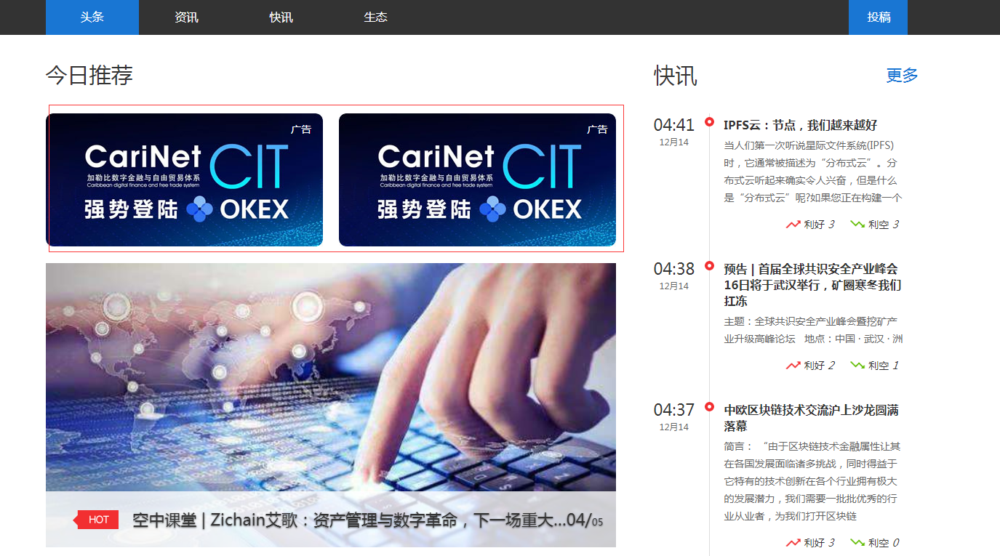 头条
资讯
快讯
生态
投稿
今日推荐
广告
CariNet CIT
加勒比数字金融与自由贸易体系
Caribbean digital finance and free trade system
强势登陆 OKEX
广告
CariNet CIT
加勒比数字金融与自由贸易体系
Caribbean digital finance and free trade system
强势登陆 OKEX
HOT
空中课堂 | Zichain艾歌：资产管理与数字革命，下一场重大...04/05
快讯
更多
04:41
12月14
IPFS云：节点，我们越来越好
当人们第一次听说星际文件系统(IPFS)
时，它通常被描述为“分布式云”。分
布式云听起来确实令人兴奋，但是什么
是“分布式云”呢?如果您正在构建一个
利好 3 利空 3
04:38
12月14
预告 | 首届全球共识安全产业峰会
16日将于武汉举行，矿圈寒冬我们
扛冻
主题：全球共识安全产业峰会暨挖矿产
业升级高峰论坛 地点：中国 · 武汉 · 洲
利好 2 利空 1
04:37
12月14
中欧区块链技术交流沪上沙龙圆满
落幕
简言： “由于区块链技术金融属性让其
在各国发展面临诸多挑战，同时得益于
它特有的技术创新在各个行业拥有极大
的发展潜力，我们需要一批批优秀的行
业从业者，为我们打开区块链
利好 3 利空 0